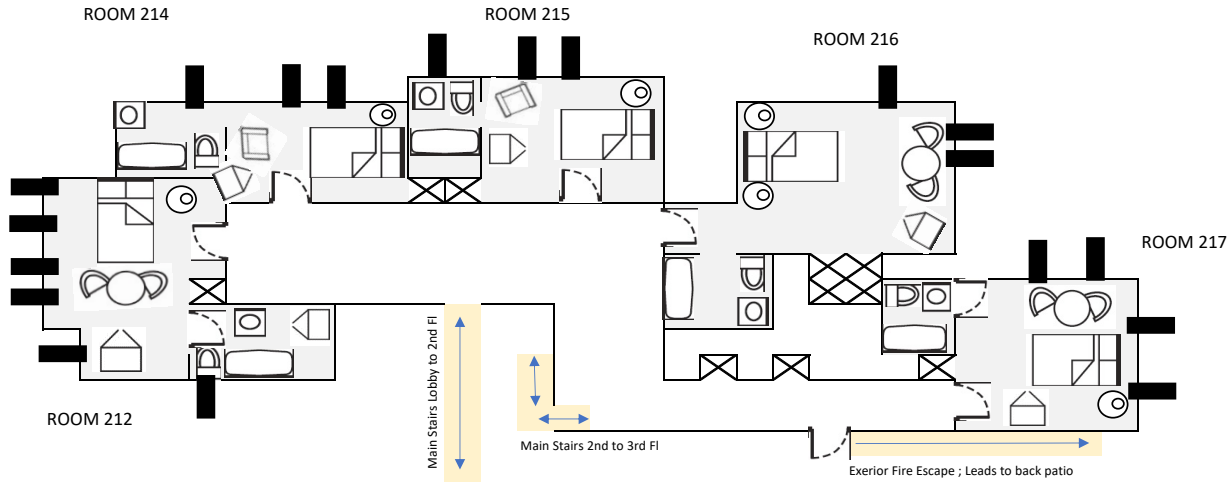 ROOM 214
ROOM 215
ROOM 216
ROOM 217
ROOM 212
Main Stairs Lobby to 2nd Fl
Main Stairs 2nd to 3rd Fl
Exerior Fire Escape ; Leads to back patio